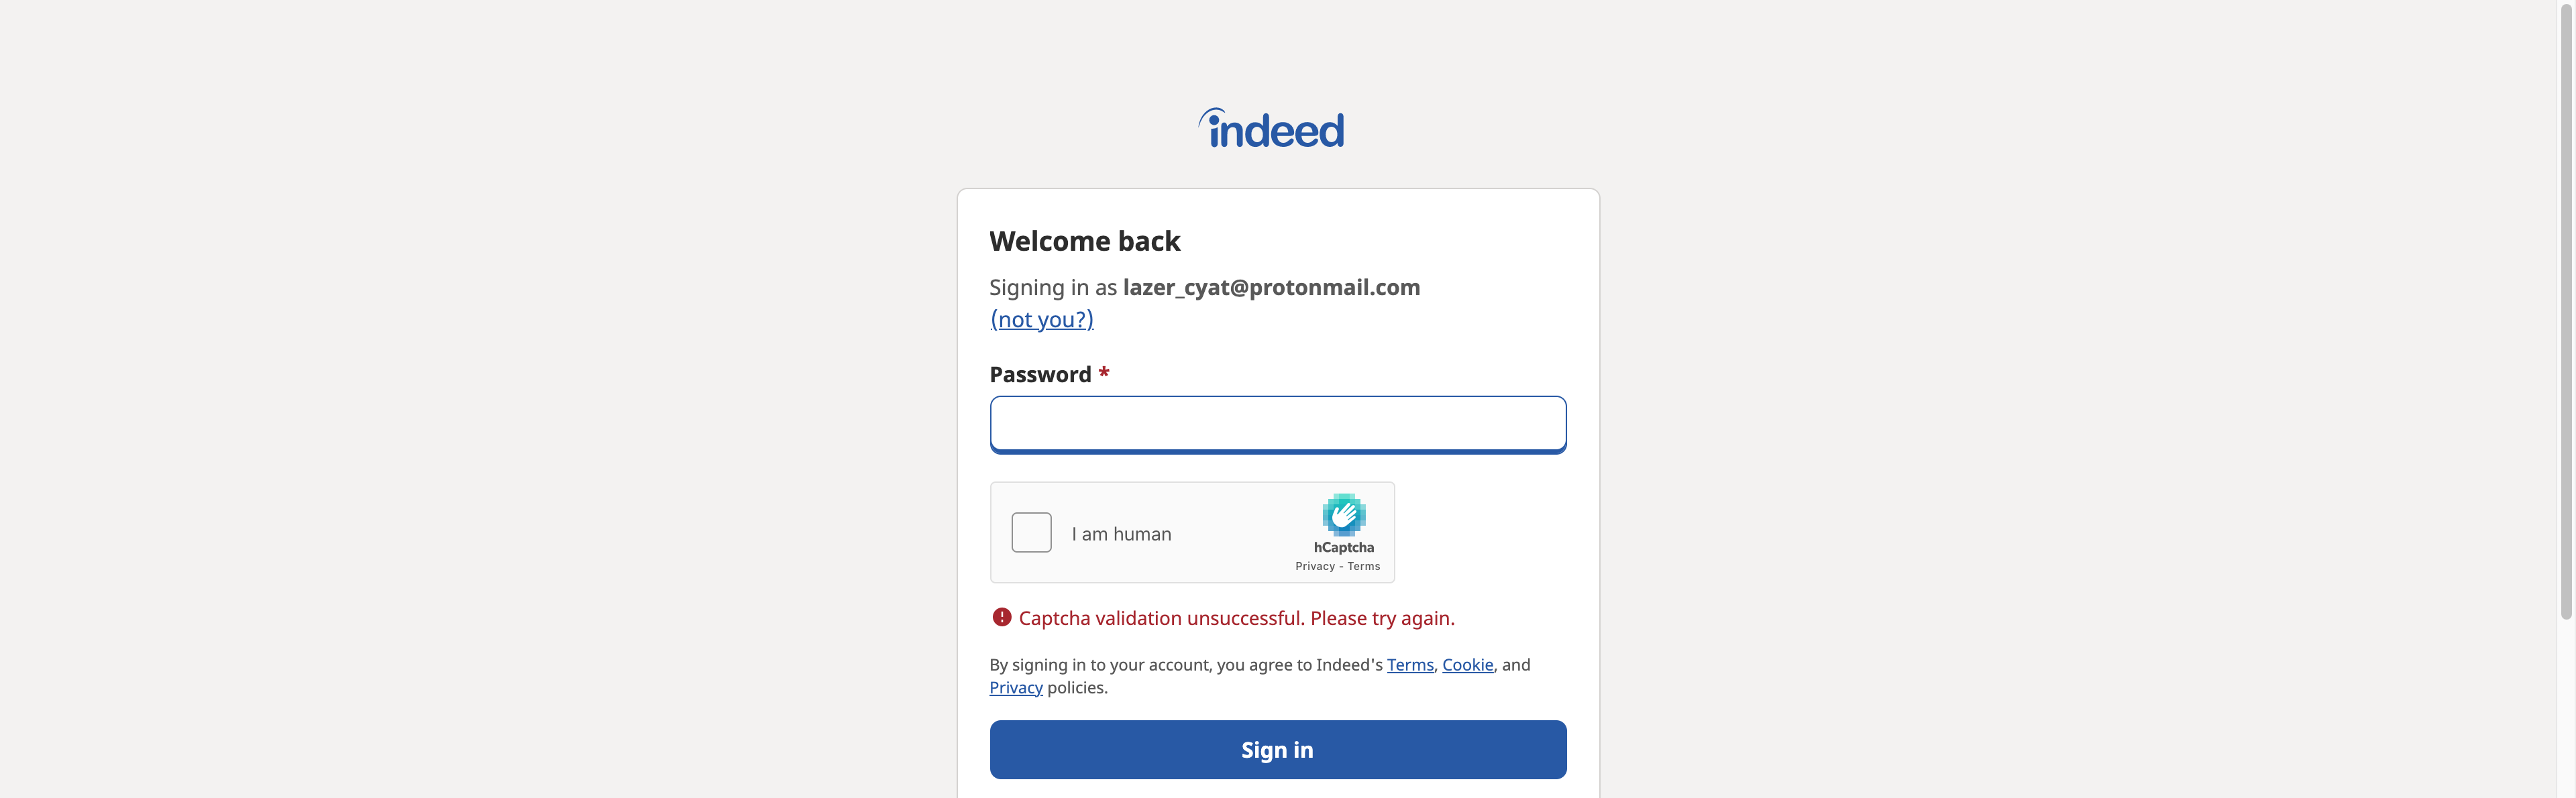 indeed
Welcome back
Signing in as lazer_cyat@protonmail.com
(not you?)
Password *
I am human
hCaptcha
Privacy - Terms
Captcha validation unsuccessful. Please try again.
By signing in to your account, you agree to Indeed's Terms, Cookie, and
Privacy policies.
Sign in